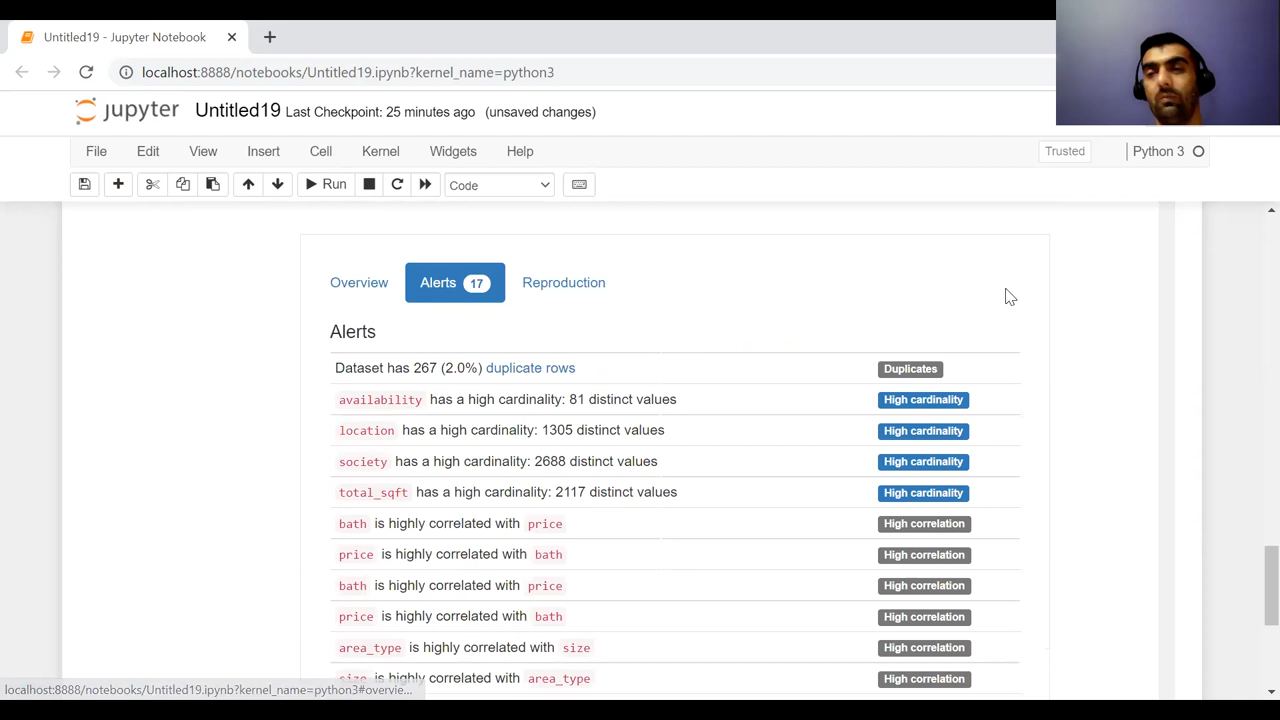 Untitled19 - Jupyter Notebook
localhost:8888/notebooks/Untitled19.ipynb?kernel_name=python3
jupyter Untitled19 Last Checkpoint: 25 minutes ago (unsaved changes)
File Edit View Insert Cell Kernel Widgets Help Trusted Python 3
Run Code
Overview Alerts 17 Reproduction
Alerts
Dataset has 267 (2.0%) duplicate rows Duplicates
availability has a high cardinality: 81 distinct values High cardinality
location has a high cardinality: 1305 distinct values High cardinality
society has a high cardinality: 2688 distinct values High cardinality
total_sqft has a high cardinality: 2117 distinct values High cardinality
bath is highly correlated with price High correlation
price is highly correlated with bath High correlation
bath is highly correlated with price High correlation
price is highly correlated with bath High correlation
area_type is highly correlated with size High correlation
size is highly correlated with area_type High correlation
localhost:8888/notebooks/Untitled19.ipynb?kernel_name=python3#overvie...